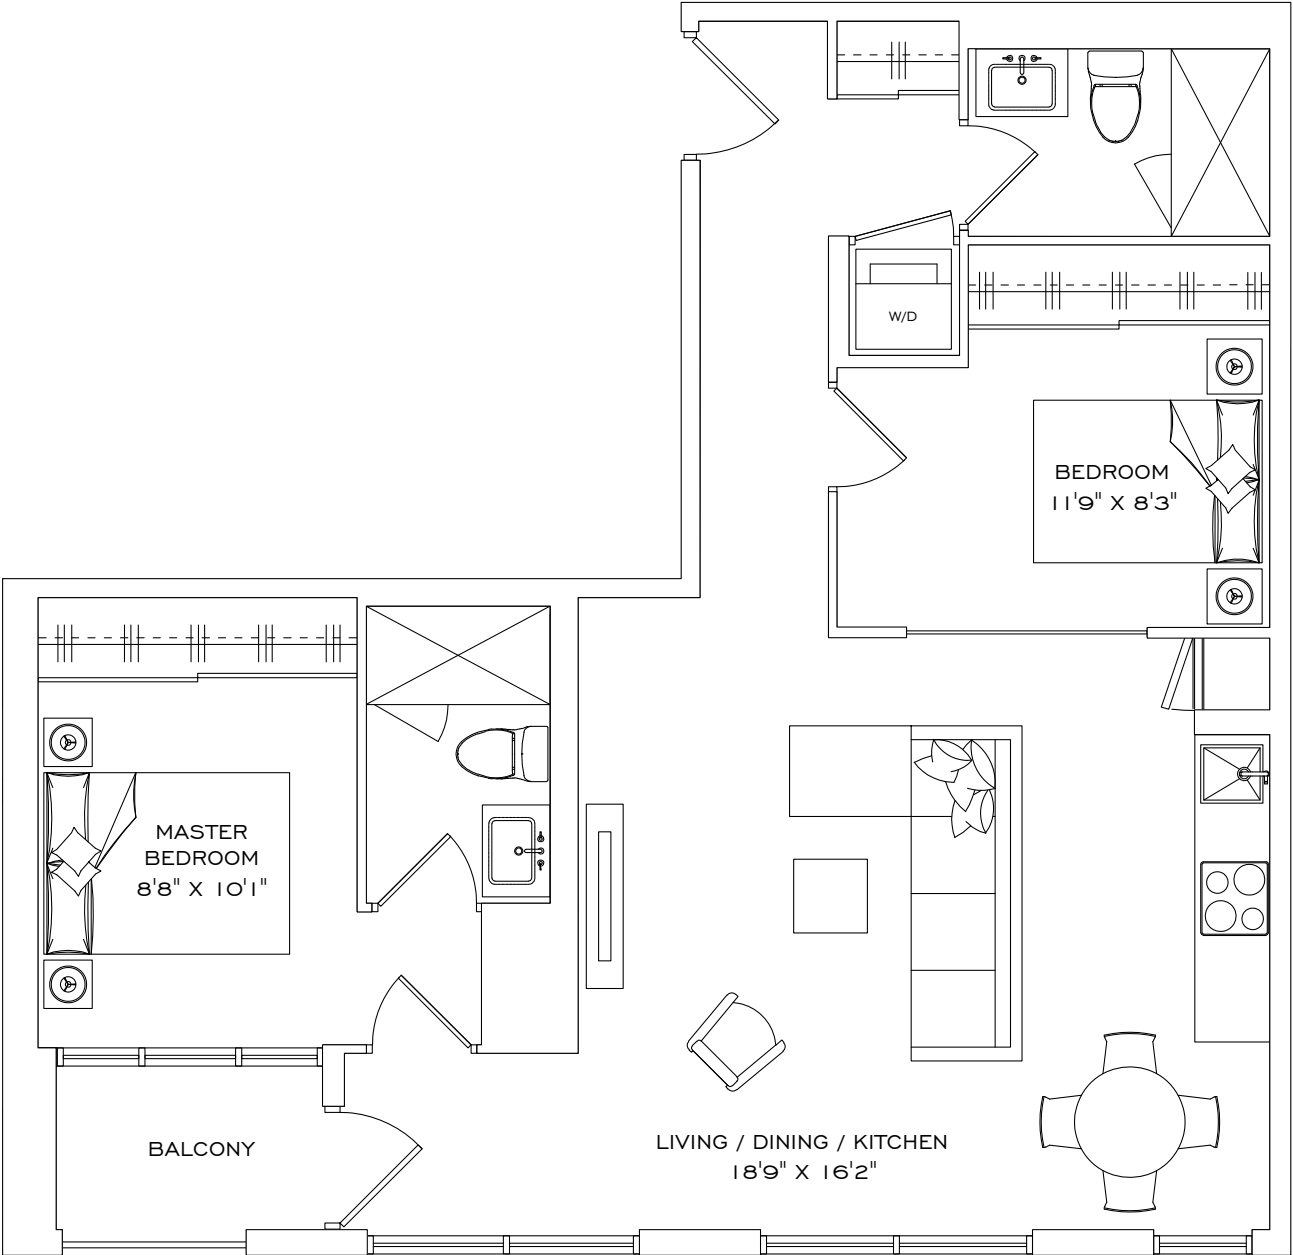 W/D
BEDROOM
11'9" X 8'3"
MASTER
BEDROOM
8'8" X 10'1"
BALCONY
LIVING / DINING / KITCHEN
18'9" X 16'2"